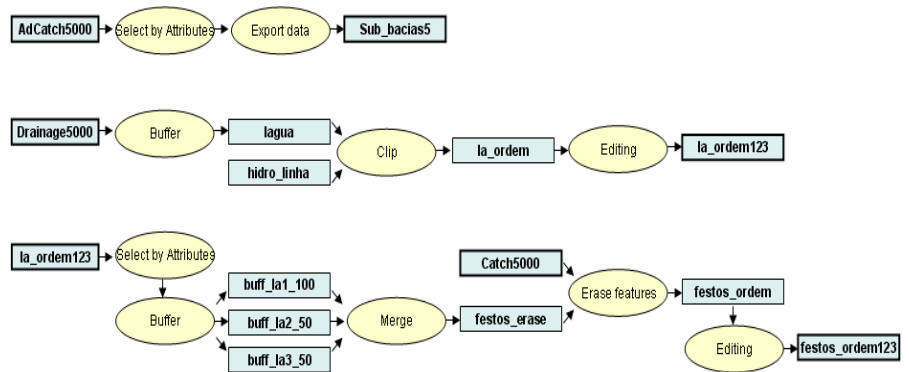 AdCatch5000
Select by Attributes
Export data
Sub_bacias5
Drainage5000
Buffer
lagua
hidro_linha
Clip
la_ordem
Editing
la_ordem123
la_ordem123
Select by Attributes
Buffer
buff_la1_100
buff_la2_50
buff_la3_50
Merge
festos_erase
Catch5000
Erase features
festos_ordem
Editing
festos_ordem123